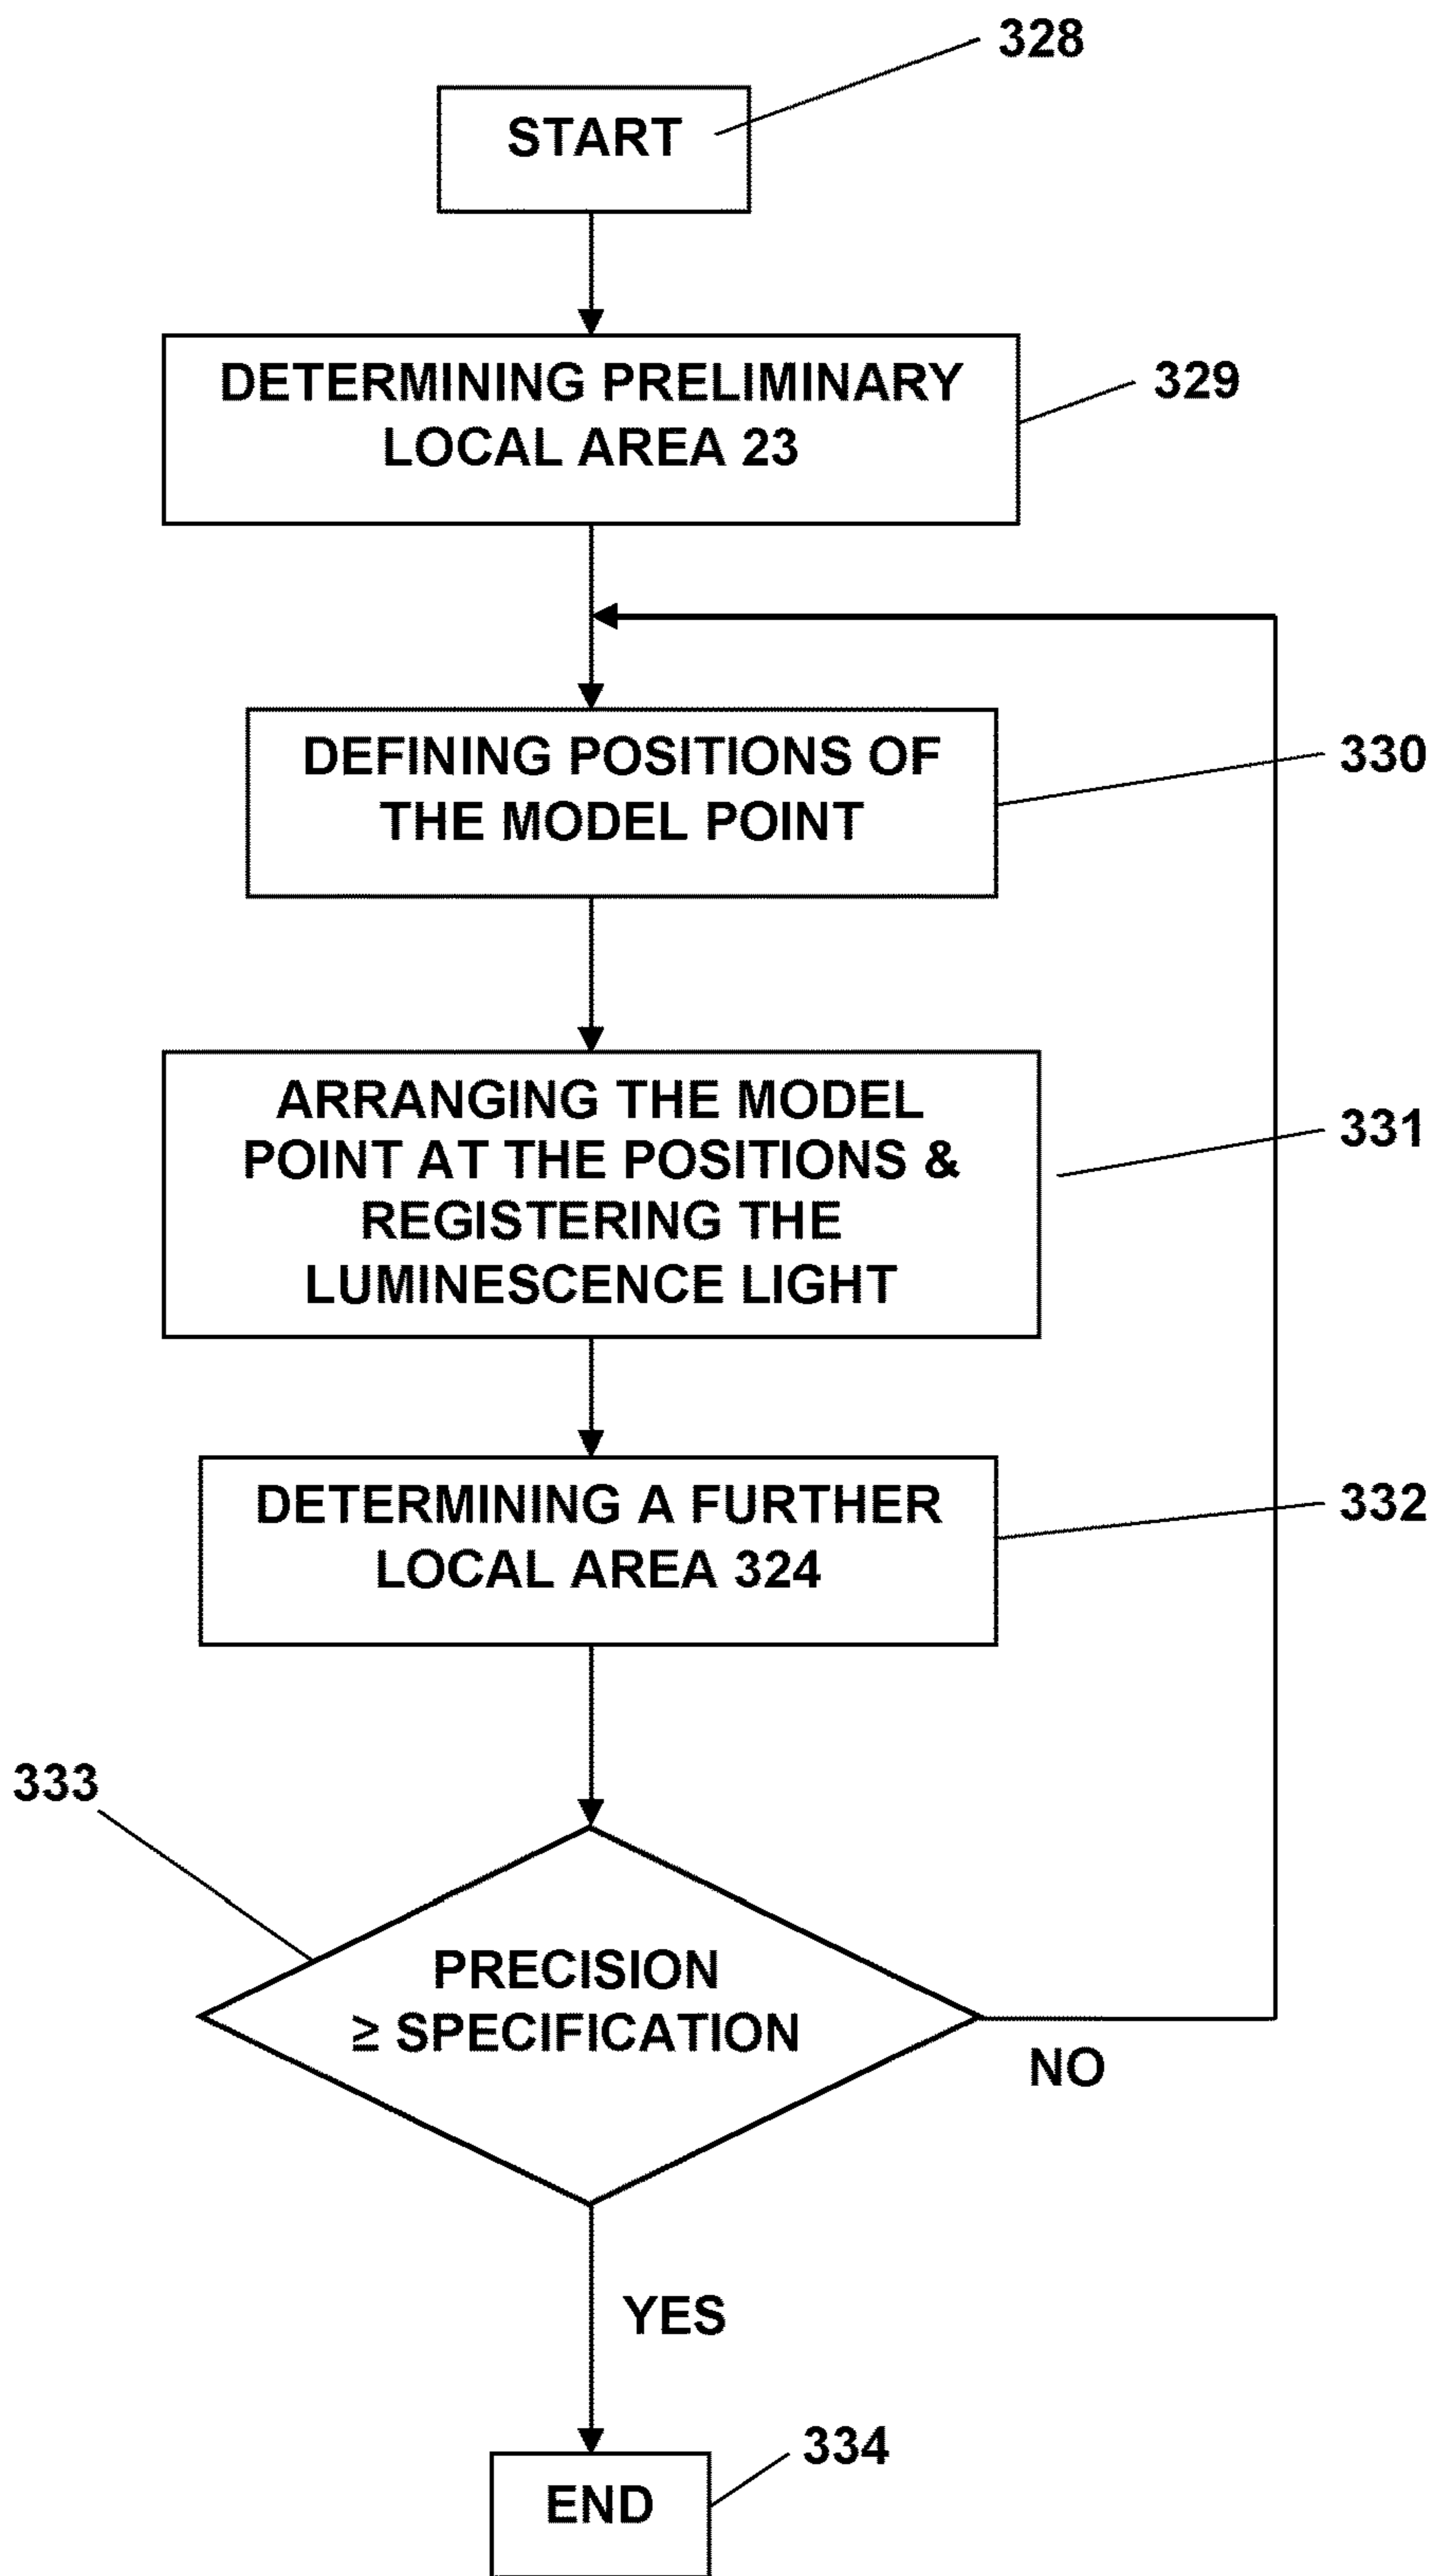 328
START
DETERMINING PRELIMINARY
LOCAL AREA 23
329
DEFINING POSITIONS OF
THE MODEL POINT
330
ARRANGING THE MODEL
POINT AT THE POSITIONS &
REGISTERING THE
LUMINESCENCE LIGHT
331
DETERMINING A FURTHER
LOCAL AREA 324
332
333
PRECISION
≥ SPECIFICATION
NO
YES
334
END